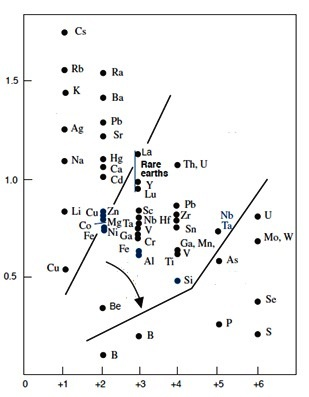 Cs
1.5
Rb
Ra
K
Ba
Pb
Ag
Sr
La
Na
Hg
Rare
Th, U
Ca
earths
1.0
Cd
Y
Lu
Pb
Li
Cu
Zn
Sc
Zr
Nb
U
Co
Mg
Ta
Nb
Hf
Ta
V
Sn
Fe
Ni
Ga
Mo, W
Cr
Ga, Mn,
Fe
V
Cu
Al
Ti
As
0.5
Si
Be
Se
P
B
S
B
0
+1
+2
+3
+4
+5
+6